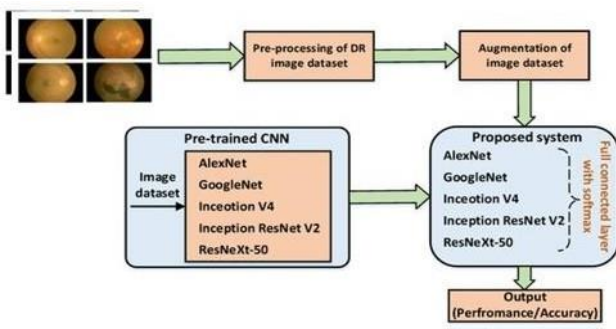 Pre-processing of DR
image dataset
Augmentation of
image dataset
Pre-trained CNN
Image
dataset
AlexNet
GoogleNet
Inceotion V4
Inception ResNet V2
ResNeXt-50
Proposed system
AlexNet
GoogleNet
Inceotion V4
Inception ResNet V2
ResNeXt-50
Full connected layer
with softmax
Output
(Perfromance/Accuracy)